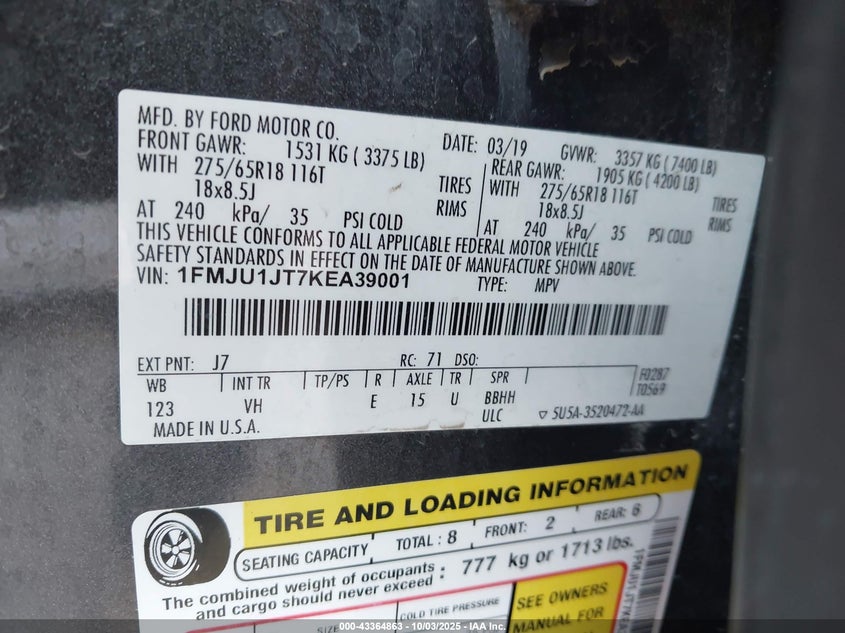 MFD. BY FORD MOTOR CO. DATE: 03/19 GVWR: 3357 KG ( 7400 LB)
FRONT GAWR: 1531 KG ( 3375 LB) REAR GAWR: 1905 KG ( 4200 LB)
WITH 275/65R18 116T TIRES WITH 275/65R18 116T TIRES
18x8.5J RIMS 18x8.5J RIMS
AT 240 kPa/ 35 PSI COLD AT 240 kPa/ 35 PSI COLD
THIS VEHICLE CONFORMS TO ALL APPLICABLE FEDERAL MOTOR VEHICLE
SAFETY STANDARDS IN EFFECT ON THE DATE OF MANUFACTURE SHOWN ABOVE.
VIN: 1FMJU1JT7KEA39001 TYPE: MPV
EXT PNT: J7 RC: 71 DSO:
WB INT TR TP/PS R AXLE TR SPR F0287
123 VH E 15 U BBHH T0569
ULC ▽ 5U5A-3520472-AA
MADE IN U.S.A.
TIRE AND LOADING INFORMATION
SEATING CAPACITY TOTAL : 8 FRONT: 2 REAR: 6
The combined weight of occupants : 777 kg or 1713 lbs.
and cargo should never exceed
SIZE COLD TIRE PRESSURE SEE OWNERS
MANUAL FOR
000-43364863 - 10/03/2025 - IAA Inc.